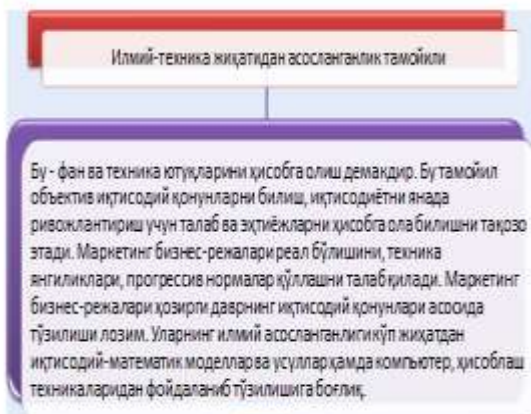 Илмий-техника жиҳатидан асосланганлик тамойили
Бу - фан ва техника ютуқларини ҳисобга олиш демакдир. Бу тамойил
объектив иқтисодий қонунларни билиш, иқтисодиётни янада
ривожлантириш учун талаб ва эҳтиёжларни ҳисобга ола билишни тақозо
этади. Маркетинг бизнес-режалари реал бўлишини, техника
янгиликлари, прогрессив нормалар қўллашни талаб қилади. Маркетинг
бизнес-режалари ҳозирги даврнинг иқтисодий қонунлари асосида
тузилиши лозим. Уларнинг илмий асосланганлиги кўп жиҳатдан
иқтисодий-математик моделлар ва усуллар ҳамда компьютер, ҳисоблаш
техникаларидан фойдаланиб тузилишига боғлиқ.